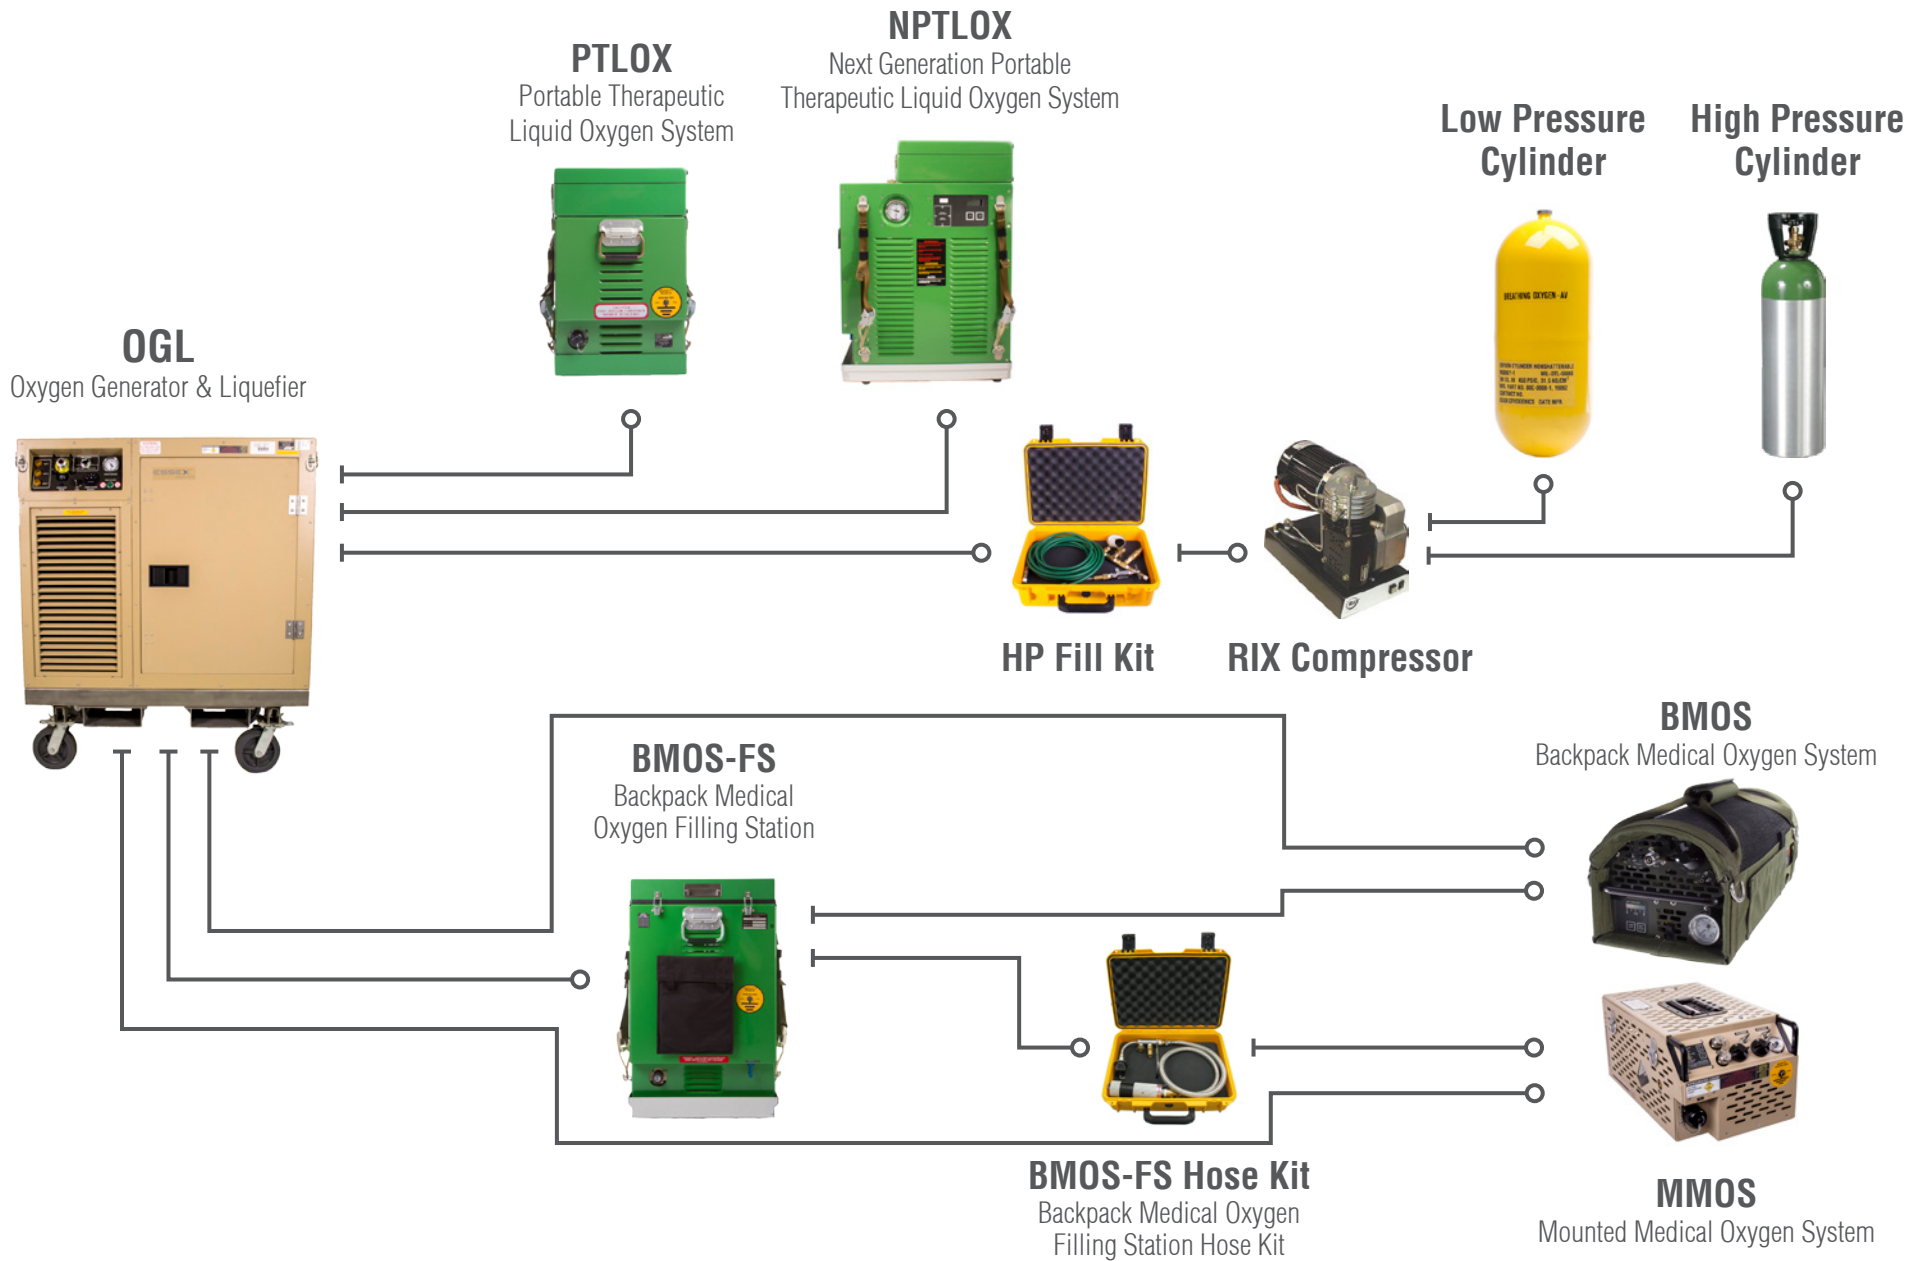 NPTLOX
Next Generation Portable
Therapeutic Liquid Oxygen System
PTLOX
Portable Therapeutic
Liquid Oxygen System
Low Pressure
Cylinder
High Pressure
Cylinder
BREATHING OXYGEN-AV
OGL
Oxygen Generator & Liquefier
HP Fill Kit
RIX Compressor
BMOS
Backpack Medical Oxygen System
BMOS-FS
Backpack Medical
Oxygen Filling Station
BMOS-FS Hose Kit
Backpack Medical Oxygen
Filling Station Hose Kit
MMOS
Mounted Medical Oxygen System